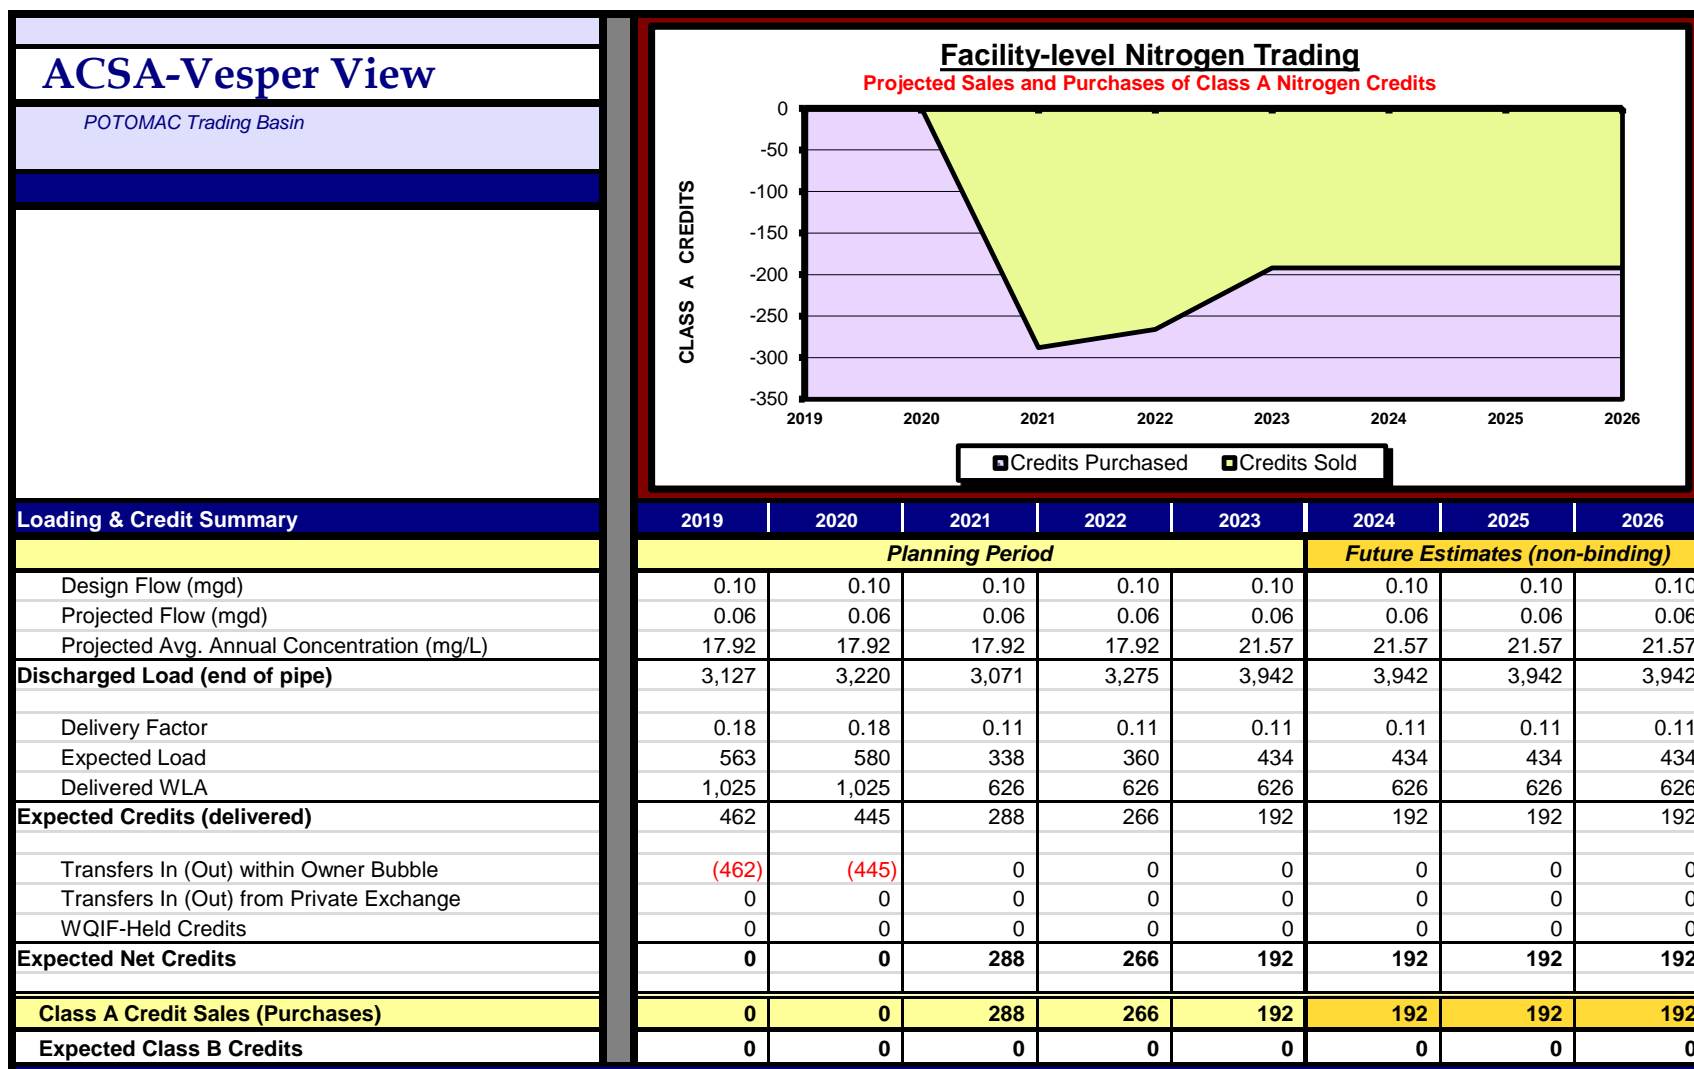 ACSA-Vesper View
POTOMAC Trading Basin
Facility-level Nitrogen Trading
Projected Sales and Purchases of Class A Nitrogen Credits
CLASS A CREDITS
0
-50
-100
-150
-200
-250
-300
-350
2019 2020 2021 2022 2023 2024 2025 2026
Credits Purchased Credits Sold
Loading & Credit Summary 2019 2020 2021 2022 2023 2024 2025 2026
Planning Period Future Estimates (non-binding)
Design Flow (mgd) 0.10 0.10 0.10 0.10 0.10 0.10 0.10 0.10
Projected Flow (mgd) 0.06 0.06 0.06 0.06 0.06 0.06 0.06 0.06
Projected Avg. Annual Concentration (mg/L) 17.92 17.92 17.92 17.92 21.57 21.57 21.57 21.57
Discharged Load (end of pipe) 3,127 3,220 3,071 3,275 3,942 3,942 3,942 3,942
Delivery Factor 0.18 0.18 0.11 0.11 0.11 0.11 0.11 0.11
Expected Load 563 580 338 360 434 434 434 434
Delivered WLA 1,025 1,025 626 626 626 626 626 626
Expected Credits (delivered) 462 445 288 266 192 192 192 192
Transfers In (Out) within Owner Bubble (462) (445) 0 0 0 0 0 0
Transfers In (Out) from Private Exchange 0 0 0 0 0 0 0 0
WQIF-Held Credits 0 0 0 0 0 0 0 0
Expected Net Credits 0 0 288 266 192 192 192 192
Class A Credit Sales (Purchases) 0 0 288 266 192 192 192 192
Expected Class B Credits 0 0 0 0 0 0 0 0